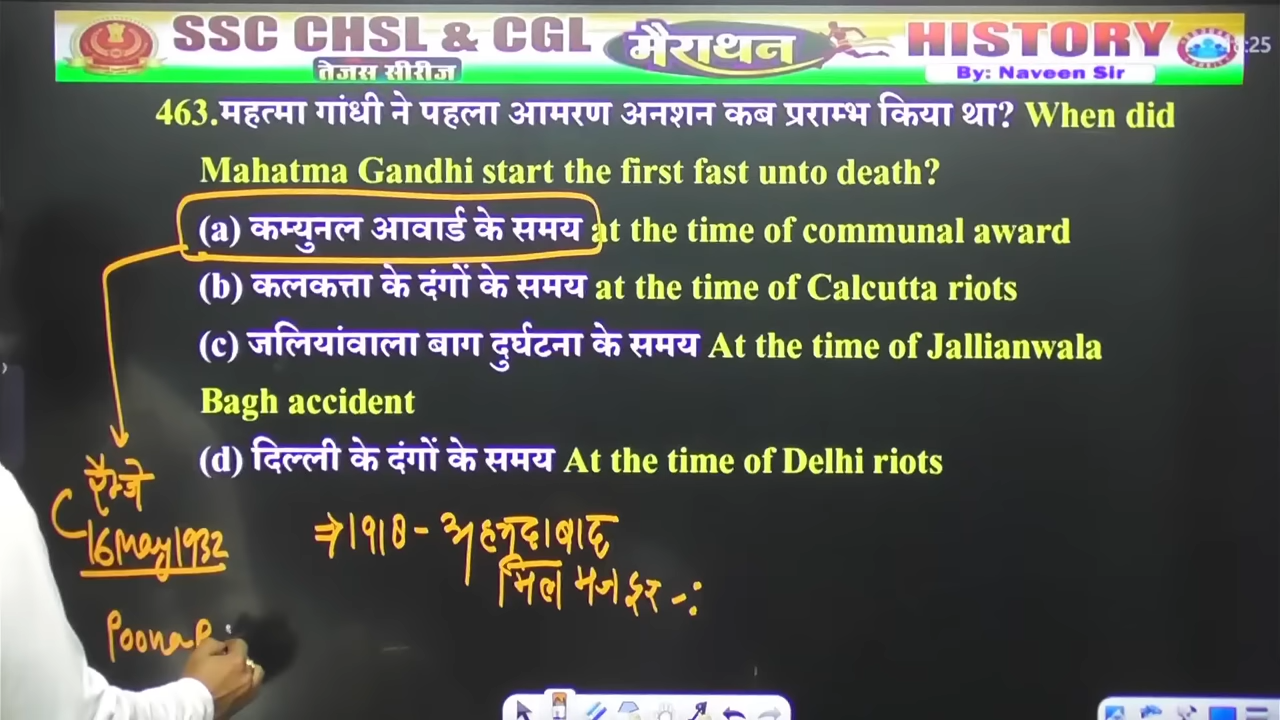 SSC CHSL & CGL मैराथन HISTORY
तेजस सीरीज By: Naveen Sir
463.महत्मा गांधी ने पहला आमरण अनशन कब प्रराम्भ किया था? When did
Mahatma Gandhi start the first fast unto death?
(a) कम्युनल आवार्ड के समय at the time of communal award
(b) कलकत्ता के दंगों के समय at the time of Calcutta riots
(c) जलियांवाला बाग दुर्घटना के समय At the time of Jallianwala
Bagh accident
(d) दिल्ली के दंगों के समय At the time of Delhi riots
रैम्जे
16 May 1932
⇒1918 - अहमदाबाद
मिल मजदूर -:
Poona P